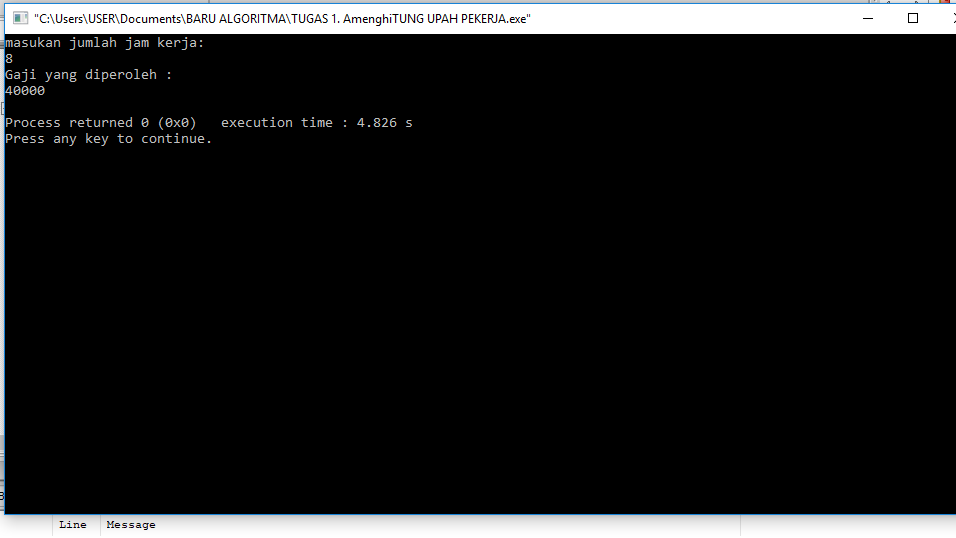 "C:\Users\USER\Documents\BARU ALGORITMA\TUGAS 1. AmenghiTUNG UPAH PEKERJA.exe"
masukan jumlah jam kerja:
8
Gaji yang diperoleh :
40000
Process returned 0 (0x0)   execution time : 4.826 s
Press any key to continue.
Line Message